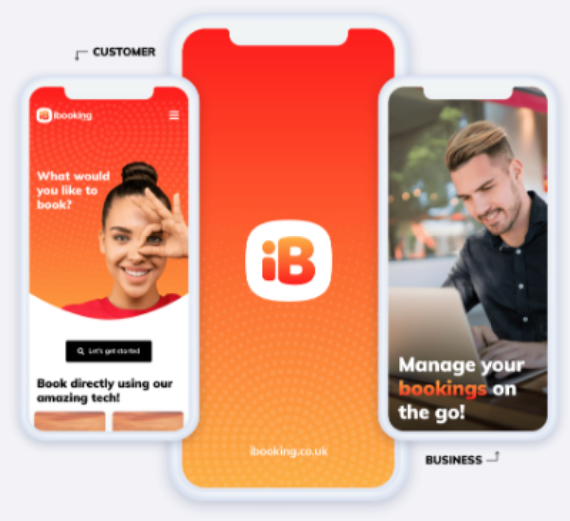 CUSTOMER
iB ibooking
What would
you like to
book?
Let's get started
Book directly using our
amazing tech!
iB
ibooking.co.uk
Manage your
bookings on
the go!
BUSINESS